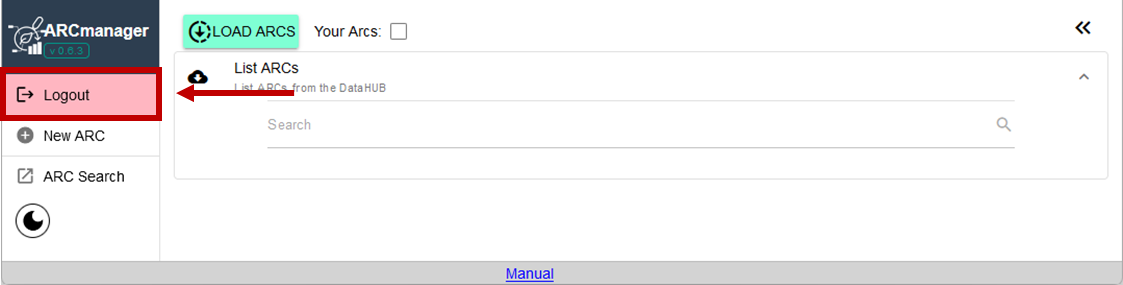 ARCmanager
v 0.6.3
LOAD ARCS
Your Arcs:
List ARCs
List ARCs from the DataHUB
Logout
Search
New ARC
ARC Search
Manual